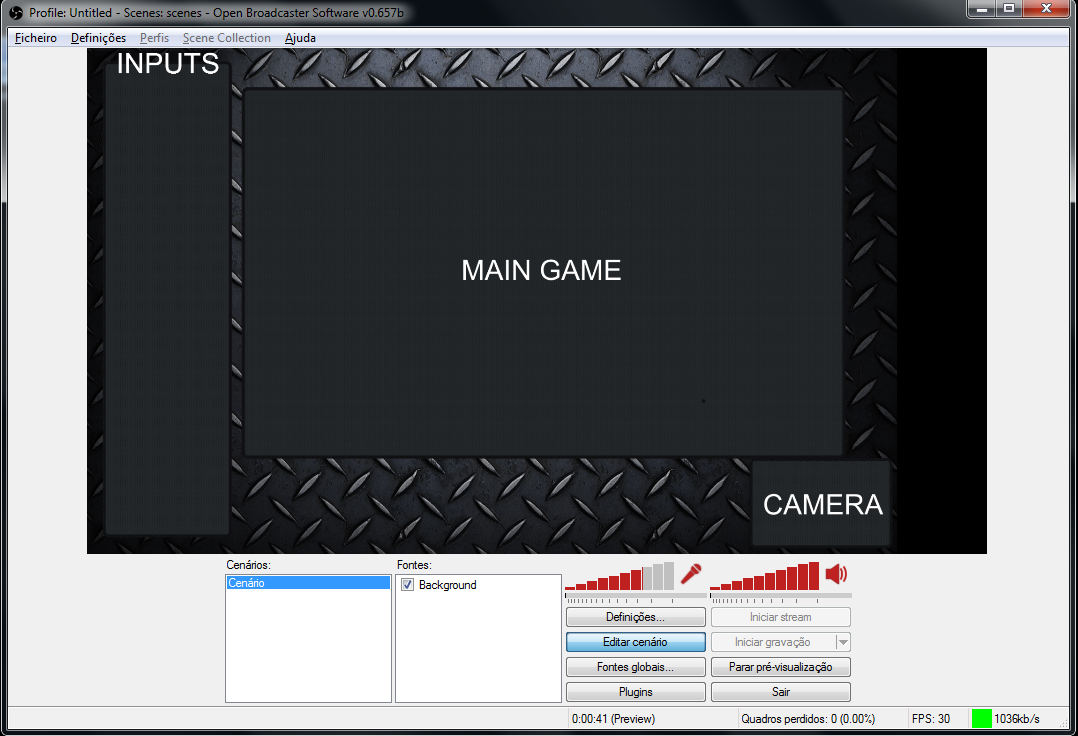 Profile: Untitled - Scenes: scenes - Open Broadcaster Software v0.657b
Ficheiro Definições Perfis Scene Collection Ajuda
INPUTS
MAIN GAME
CAMERA
Cenários: Fontes:
Cenário
Background
Definições... Iniciar stream
Editar cenário Iniciar gravação
Fontes globais... Parar pré-visualização
Plugins Sair
0:00:41 (Preview) Quadros perdidos: 0 (0.00%) FPS: 30 1036kb/s